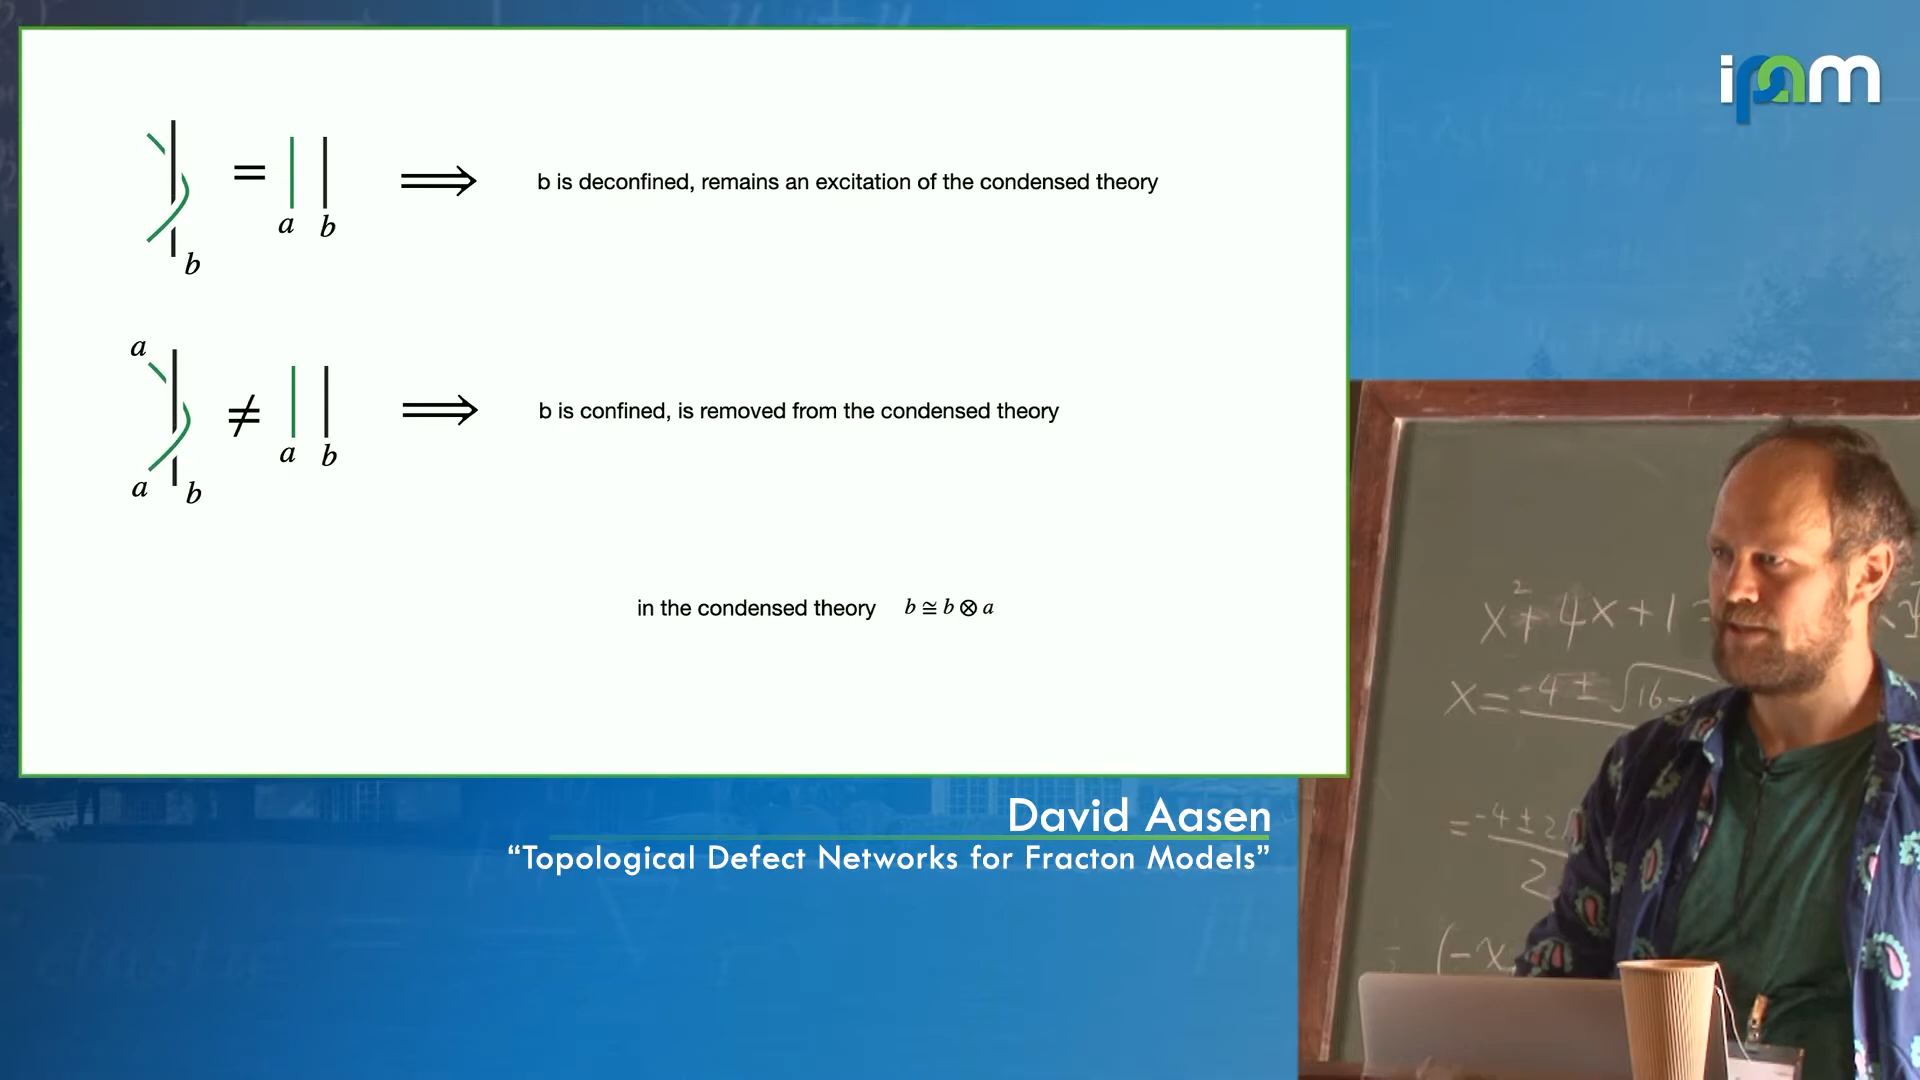 ipam
= a b ⟹ b is deconfined, remains an excitation of the condensed theory
b
a
≠ a b ⟹ b is confined, is removed from the condensed theory
a b
in the condensed theory b ≅ b ⊗ a
x² + 4x + 1 =
x = -4 ± √16 -
= -4 ± 2
2
(-x
David Aasen
“Topological Defect Networks for Fracton Models”